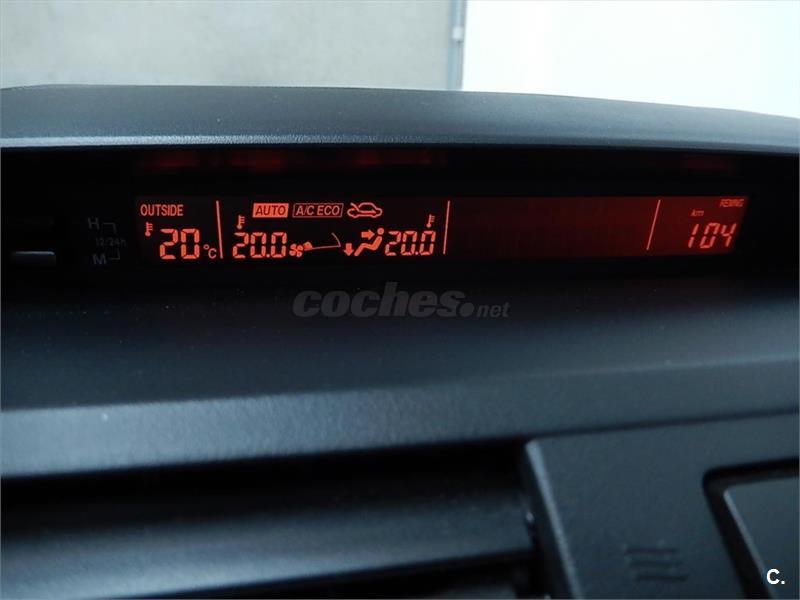 OUTSIDE
AUTO A/C ECO
REMNG
km
H
12/24h
M
20°C
20.0
20.0
104
coches.net
C.